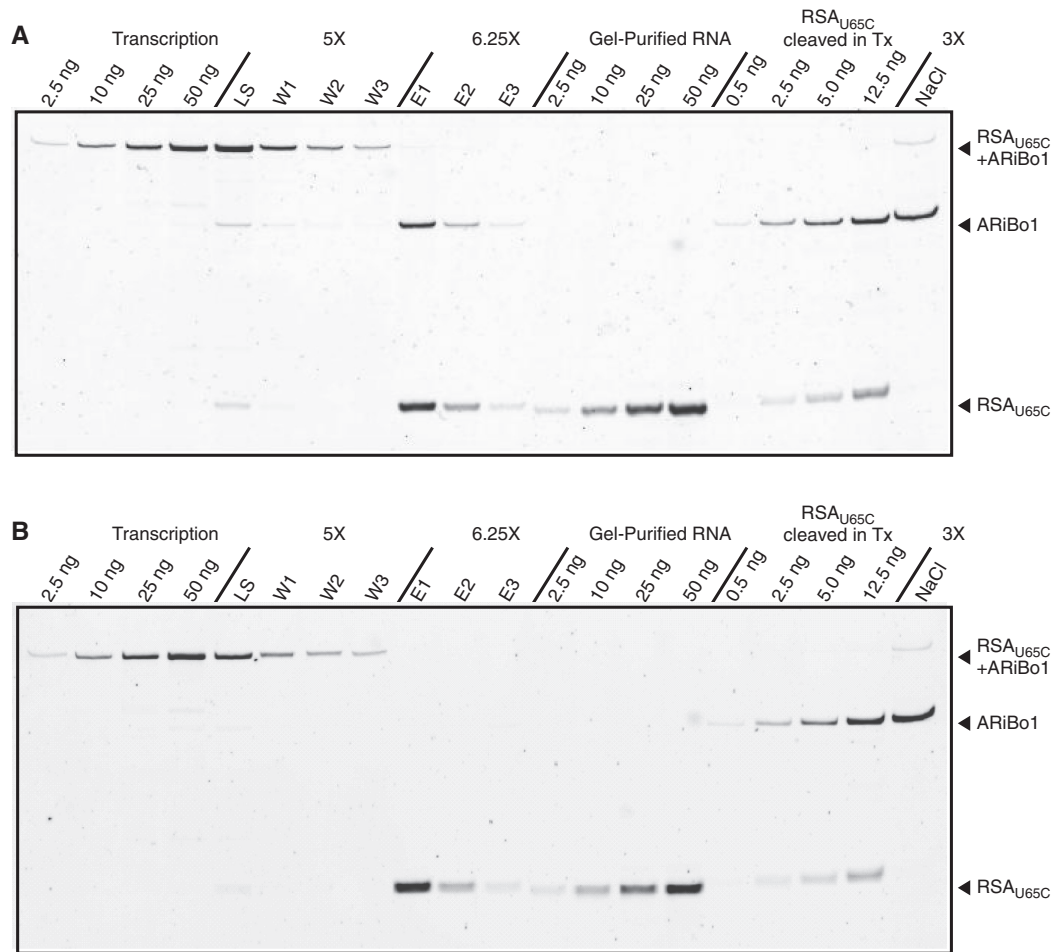 A
Transcription 5X 6.25X Gel-Purified RNA RSAU65C cleaved in Tx 3X
2.5 ng 10 ng 25 ng 50 ng LS W1 W2 W3 E1 E2 E3 2.5 ng 10 ng 25 ng 50 ng 0.5 ng 2.5 ng 5.0 ng 12.5 ng NaCl
RSAU65C
+ARiBo1
ARiBo1
RSAU65C
B
Transcription 5X 6.25X Gel-Purified RNA RSAU65C cleaved in Tx 3X
2.5 ng 10 ng 25 ng 50 ng LS W1 W2 W3 E1 E2 E3 2.5 ng 10 ng 25 ng 50 ng 0.5 ng 2.5 ng 5.0 ng 12.5 ng NaCl
RSAU65C
+ARiBo1
ARiBo1
RSAU65C